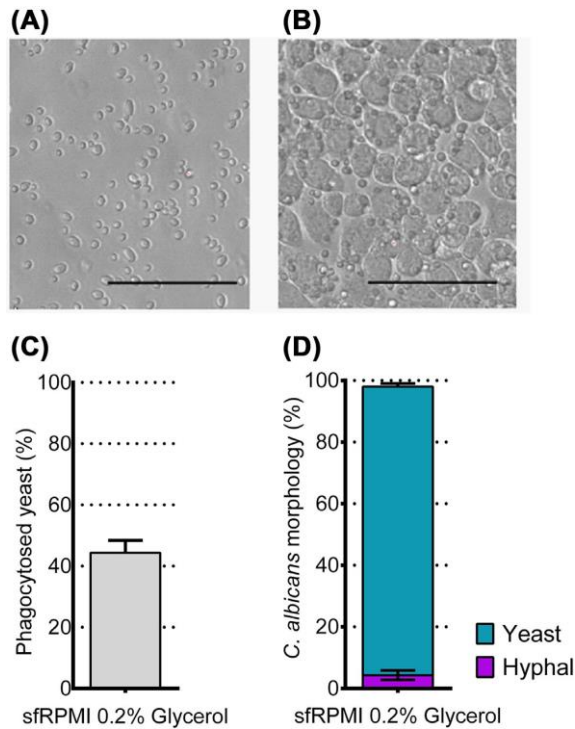 (A)
(B)
(C)
(D)
Phagocytosed yeast (%)
100
80
60
40
20
0
sfRPMI 0.2% Glycerol
C. albicans morphology (%)
100
80
60
40
20
0
sfRPMI 0.2% Glycerol
Yeast
Hyphal